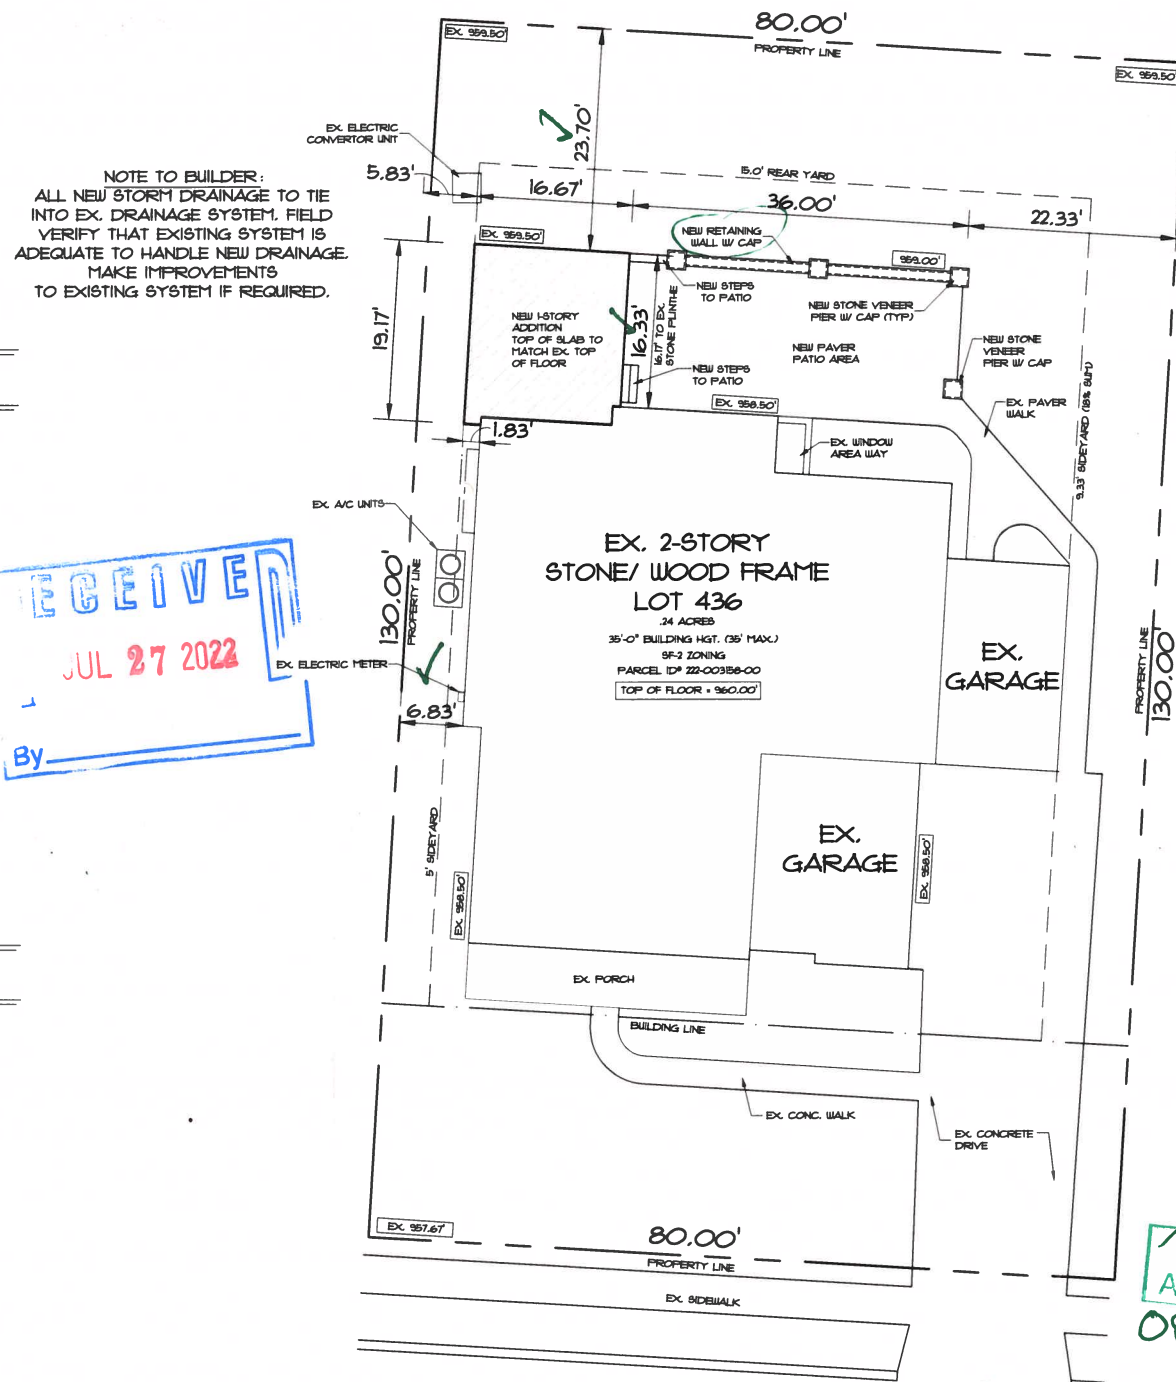 80.00'
PROPERTY LINE
EX. 959.50'
EX. 959.50'
23.70'
EX. ELECTRIC
CONVERTOR UNIT
5.83'
16.67'
15.0' REAR YARD
36.00'
22.33'
NOTE TO BUILDER:
ALL NEW STORM DRAINAGE TO TIE
INTO EX. DRAINAGE SYSTEM. FIELD
VERIFY THAT EXISTING SYSTEM IS
ADEQUATE TO HANDLE NEW DRAINAGE.
MAKE IMPROVEMENTS
TO EXISTING SYSTEM IF REQUIRED.
EX. 959.50'
NEW RETAINING
WALL W/ CAP
959.00'
NEW STEPS
TO PATIO
NEW STONE VENEER
PIER W/ CAP (TYP)
19.17'
NEW 1-STORY
ADDITION
TOP OF SLAB TO
MATCH EX. TOP
OF FLOOR
16.33'
16.17' TO EX.
STONE PLINTHE
NEW PAVER
PATIO AREA
NEW STONE
VENEER
PIER W/ CAP
NEW STEPS
TO PATIO
EX. 958.50'
EX. PAVER
WALK
1.83'
EX. WINDOW
AREA WAY
9.33' SIDEYARD (18% SUM)
EX. A/C UNITS
EX. 2-STORY
STONE/ WOOD FRAME
LOT 436
.24 ACRES
35'-0" BUILDING HGT. (35' MAX.)
SF-2 ZONING
PARCEL ID# 222-003158-00
TOP OF FLOOR = 960.00'
130.00'
PROPERTY LINE
ECEIVE
JUL 27 2022
By
EX. ELECTRIC METER
6.83'
EX.
GARAGE
PROPERTY LINE
130.00'
5' SIDEYARD
EX. 958.50'
EX.
GARAGE
EX. 958.50'
EX. PORCH
BUILDING LINE
EX. CONC. WALK
EX. CONCRETE
DRIVE
EX. 957.67'
80.00'
PROPERTY LINE
EX. SIDEWALK
A